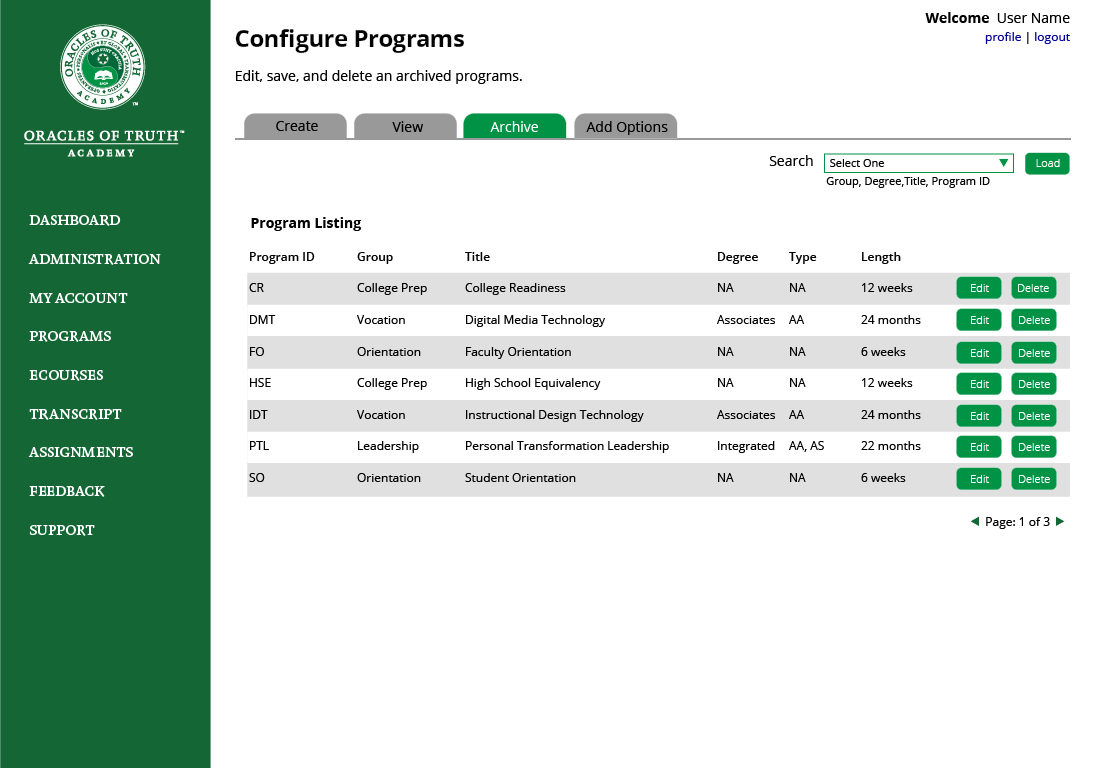 ORACLES OF TRUTH
ACADEMY
ORACLES OF TRUTH™
ACADEMY
DASHBOARD
ADMINISTRATION
MY ACCOUNT
PROGRAMS
ECOURSES
TRANSCRIPT
ASSIGNMENTS
FEEDBACK
SUPPORT
Welcome User Name
profile | logout
Configure Programs
Edit, save, and delete an archived programs.
Create View Archive Add Options
Search Select One Load
Group, Degree,Title, Program ID
Program Listing
Program ID Group Title Degree Type Length
CR College Prep College Readiness NA NA 12 weeks Edit Delete
DMT Vocation Digital Media Technology Associates AA 24 months Edit Delete
FO Orientation Faculty Orientation NA NA 6 weeks Edit Delete
HSE College Prep High School Equivalency NA NA 12 weeks Edit Delete
IDT Vocation Instructional Design Technology Associates AA 24 months Edit Delete
PTL Leadership Personal Transformation Leadership Integrated AA, AS 22 months Edit Delete
SO Orientation Student Orientation NA NA 6 weeks Edit Delete
Page: 1 of 3